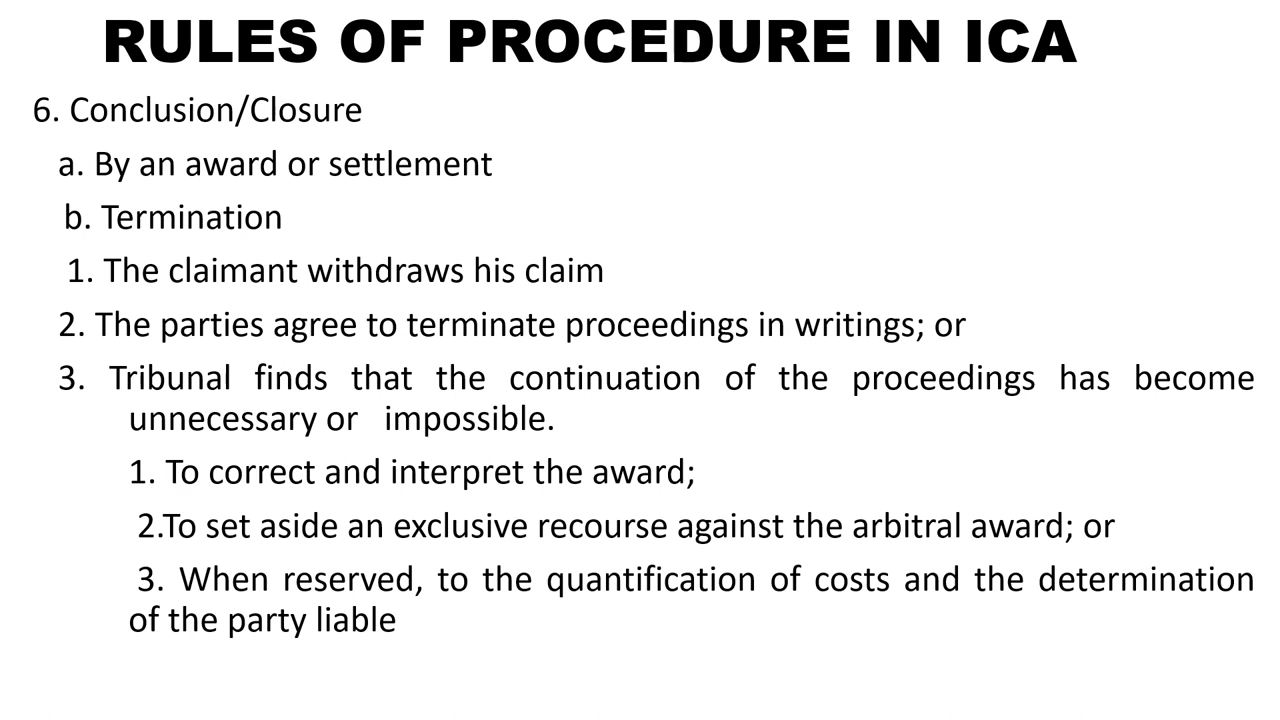 RULES OF PROCEDURE IN ICA
6. Conclusion/Closure
a. By an award or settlement
b. Termination
1. The claimant withdraws his claim
2. The parties agree to terminate proceedings in writings; or
3. Tribunal finds that the continuation of the proceedings has become
unnecessary or impossible.
1. To correct and interpret the award;
2.To set aside an exclusive recourse against the arbitral award; or
3. When reserved, to the quantification of costs and the determination
of the party liable